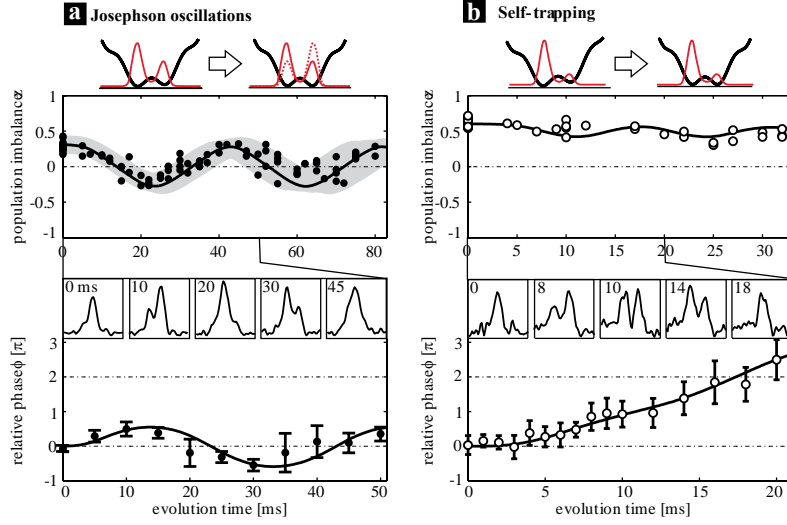 a Josephson oscillations
population imbalance z
1
0.5
0
-0.5
-1
0 20 40 60 80
0 ms 10 20 30 45
relative phase ϕ [π]
2
1
0
-1
0 10 20 30 40 50
evolution time [ms]
b Self-trapping
population imbalance z
1
0.5
0
-0.5
-1
0 5 10 15 20 25 30
0 8 10 14 18
relative phase ϕ [π]
2
1
0
-1
0 5 10 15 20
evolution time [ms]